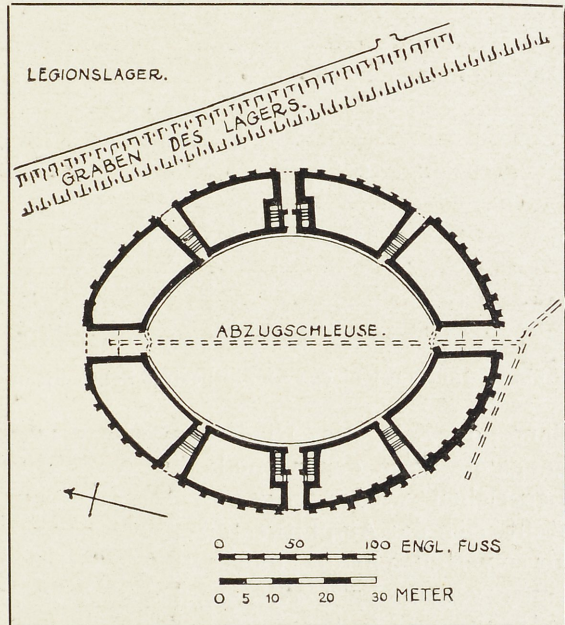 LEGIONSLAGER.
GRABEN DES LAGERS.
ABZUGSCHLEUSE.
0 50 100 ENGL. FUSS
0 5 10 20 30 METER